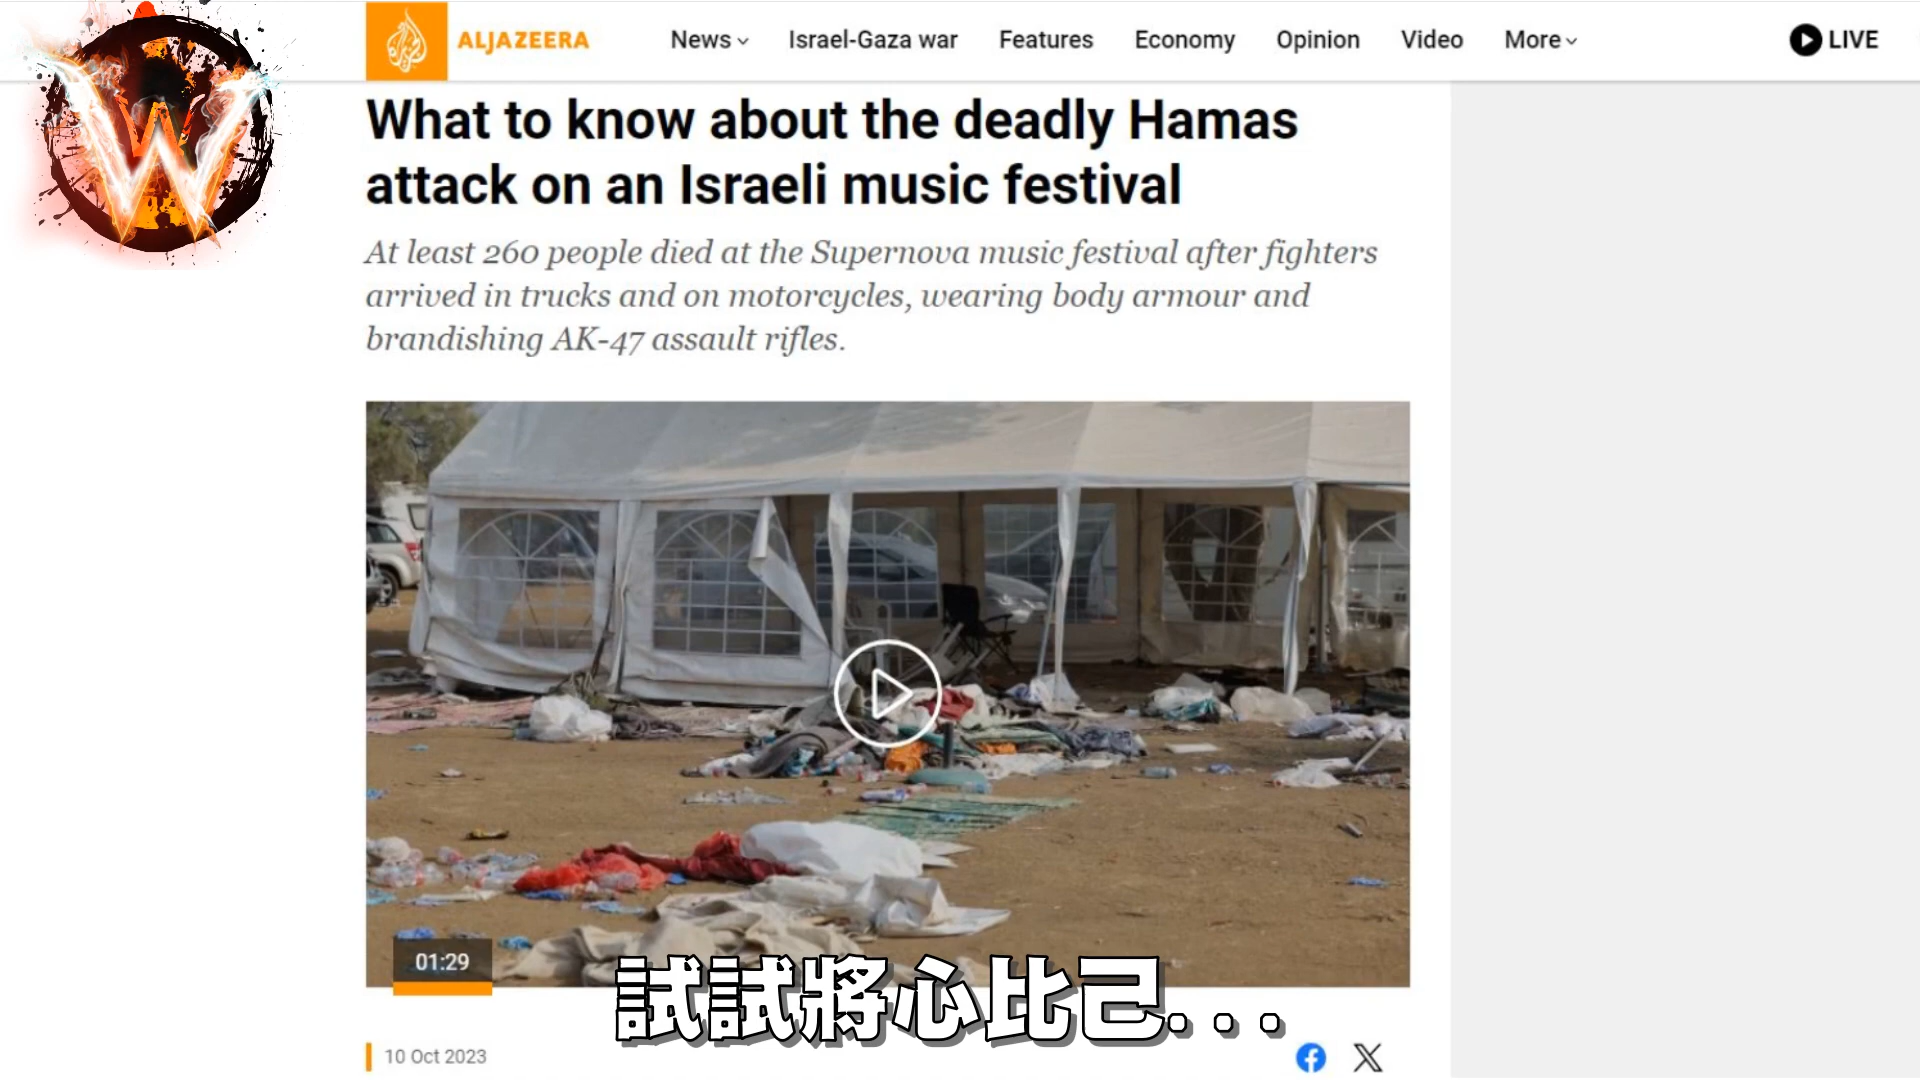 W
ALJAZEERA
News Israel-Gaza war Features Economy Opinion Video More LIVE
What to know about the deadly Hamas
attack on an Israeli music festival
At least 260 people died at the Supernova music festival after fighters
arrived in trucks and on motorcycles, wearing body armour and
brandishing AK-47 assault rifles.
01:29
試試將心比己...
10 Oct 2023